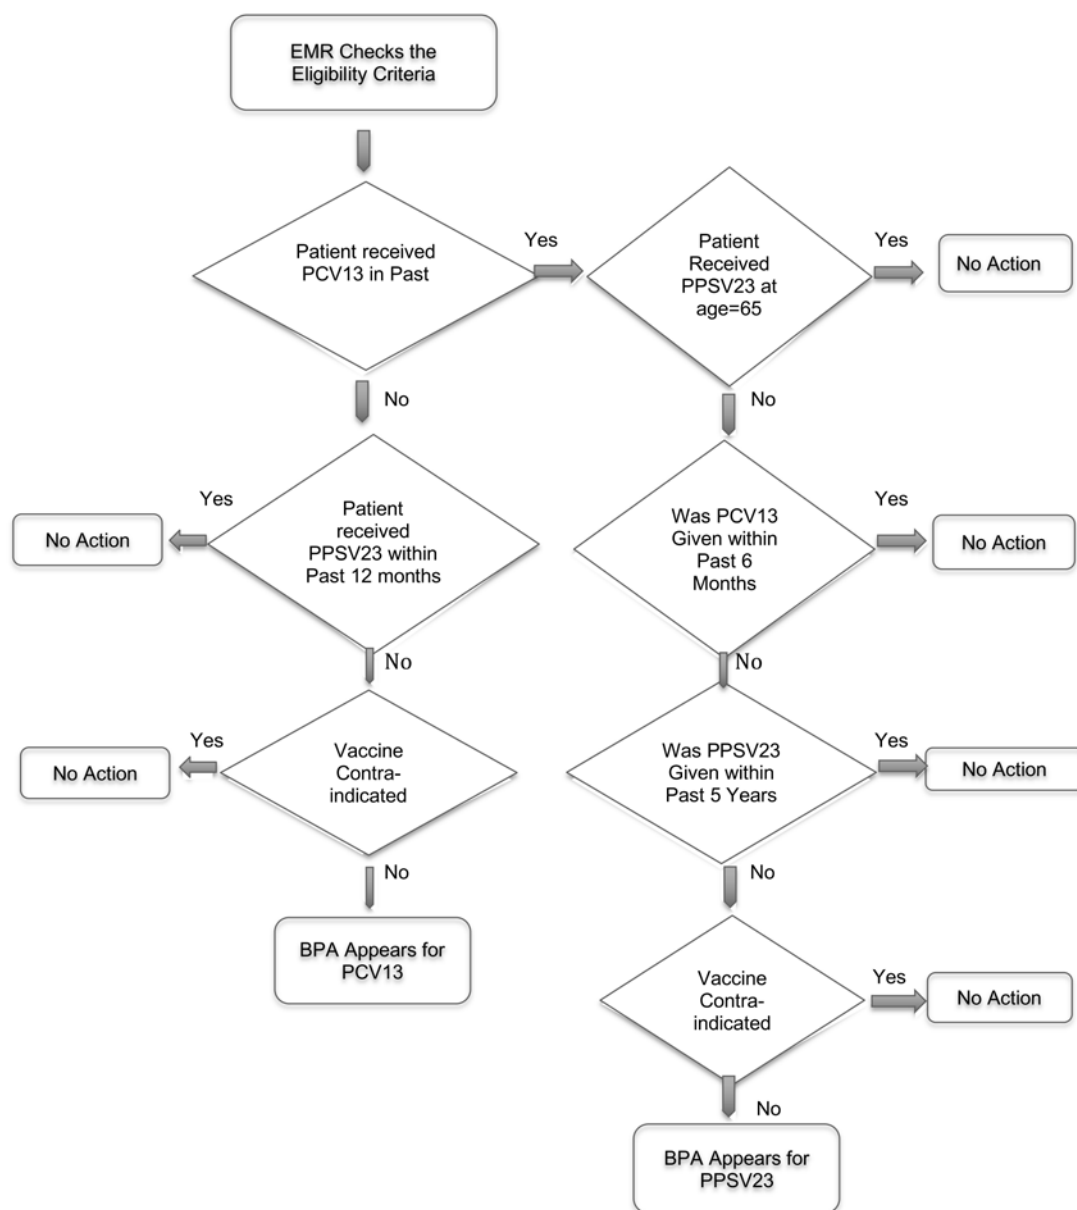 EMR Checks the
Eligibility Criteria
Patient received
PCV13 in Past
Yes
Patient
Received
PPSV23 at
age=65
Yes
No Action
No
No
Patient
received
PPSV23 within
Past 12 months
Yes
No Action
Was PCV13
Given within
Past 6
Months
Yes
No Action
No
No
Vaccine
Contra-
indicated
Yes
No Action
Was PPSV23
Given within
Past 5 Years
Yes
No Action
No
No
BPA Appears for
PCV13
Vaccine
Contra-
indicated
Yes
No Action
No
BPA Appears for
PPSV23